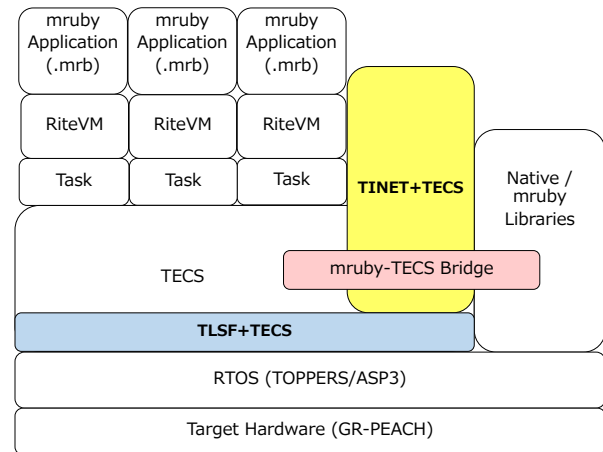 mruby
Application
(.mrb)
mruby
Application
(.mrb)
mruby
Application
(.mrb)
RiteVM
RiteVM
RiteVM
Task
Task
Task
TINET+TECS
Native /
mruby
Libraries
TECS
mruby-TECS Bridge
TLSF+TECS
RTOS (TOPPERS/ASP3)
Target Hardware (GR-PEACH)